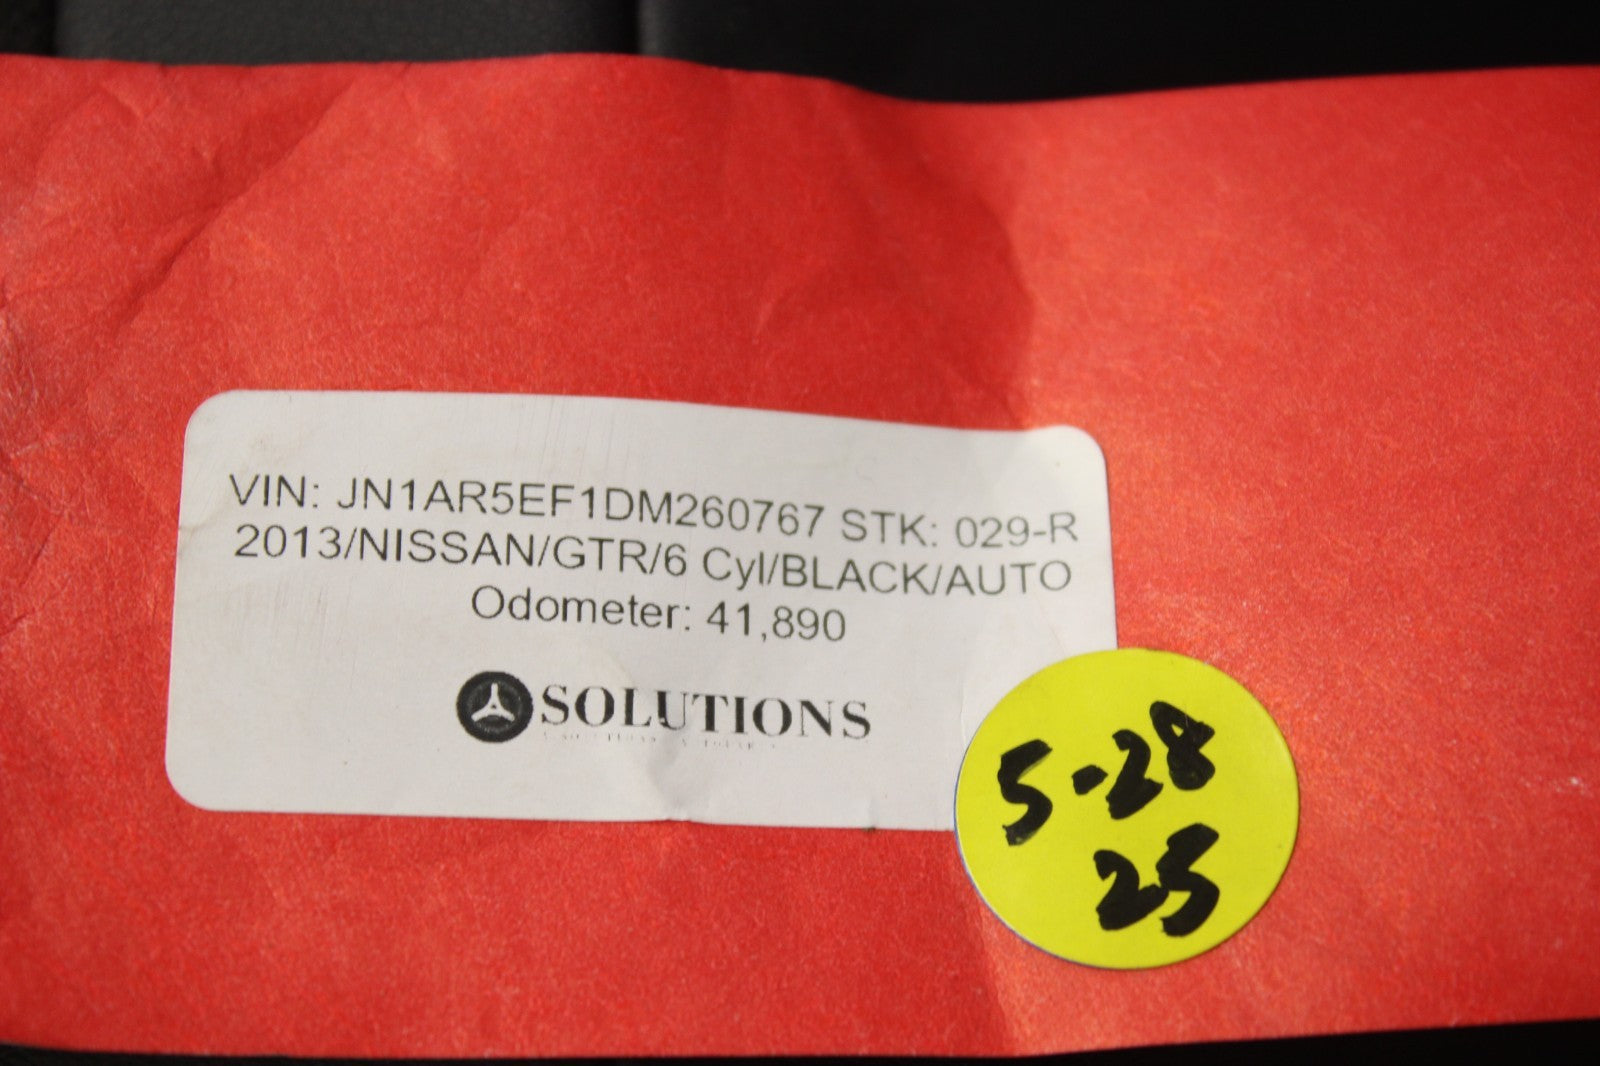 VIN: JN1AR5EF1DM260767 STK: 029-R
2013/NISSAN/GTR/6 Cyl/BLACK/AUTO
Odometer: 41,890
SOLUTIONS
5-28
25